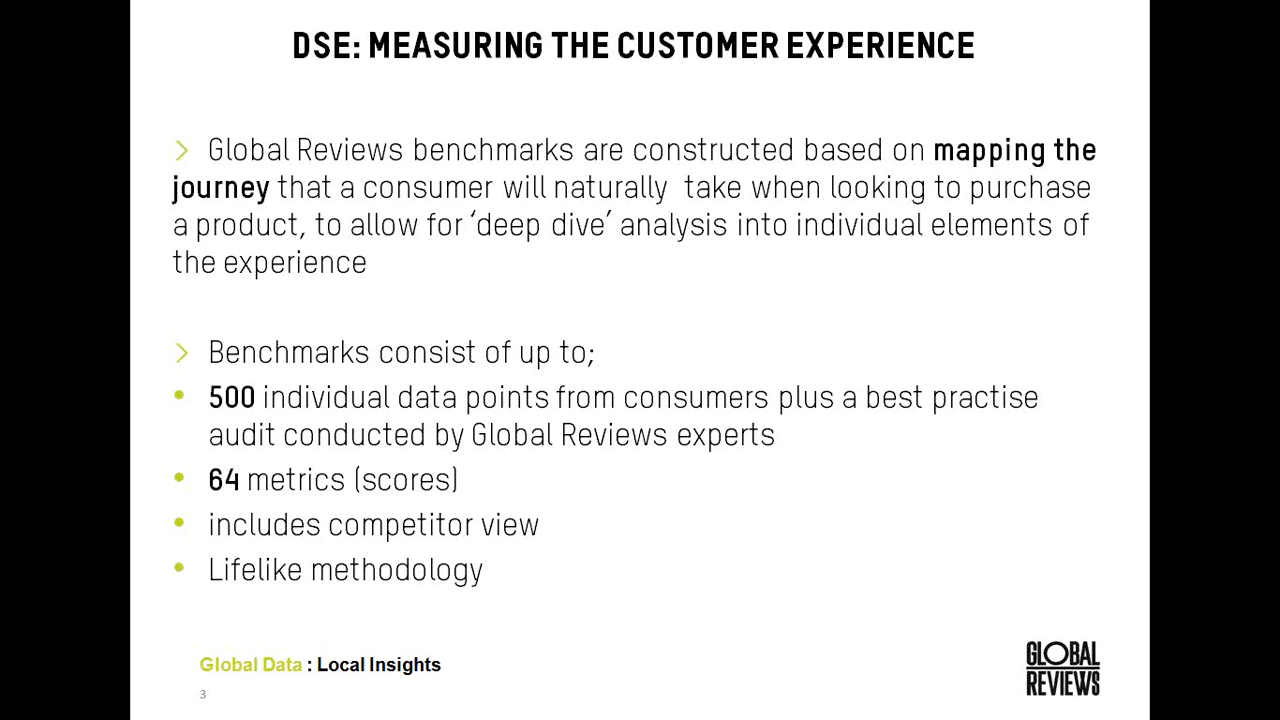 DSE: MEASURING THE CUSTOMER EXPERIENCE
> Global Reviews benchmarks are constructed based on mapping the
journey that a consumer will naturally take when looking to purchase
a product, to allow for ‘deep dive’ analysis into individual elements of
the experience
> Benchmarks consist of up to;
• 500 individual data points from consumers plus a best practise
audit conducted by Global Reviews experts
• 64 metrics (scores)
• includes competitor view
• Lifelike methodology
Global Data : Local Insights
3
GLOBAL
REVIEWS